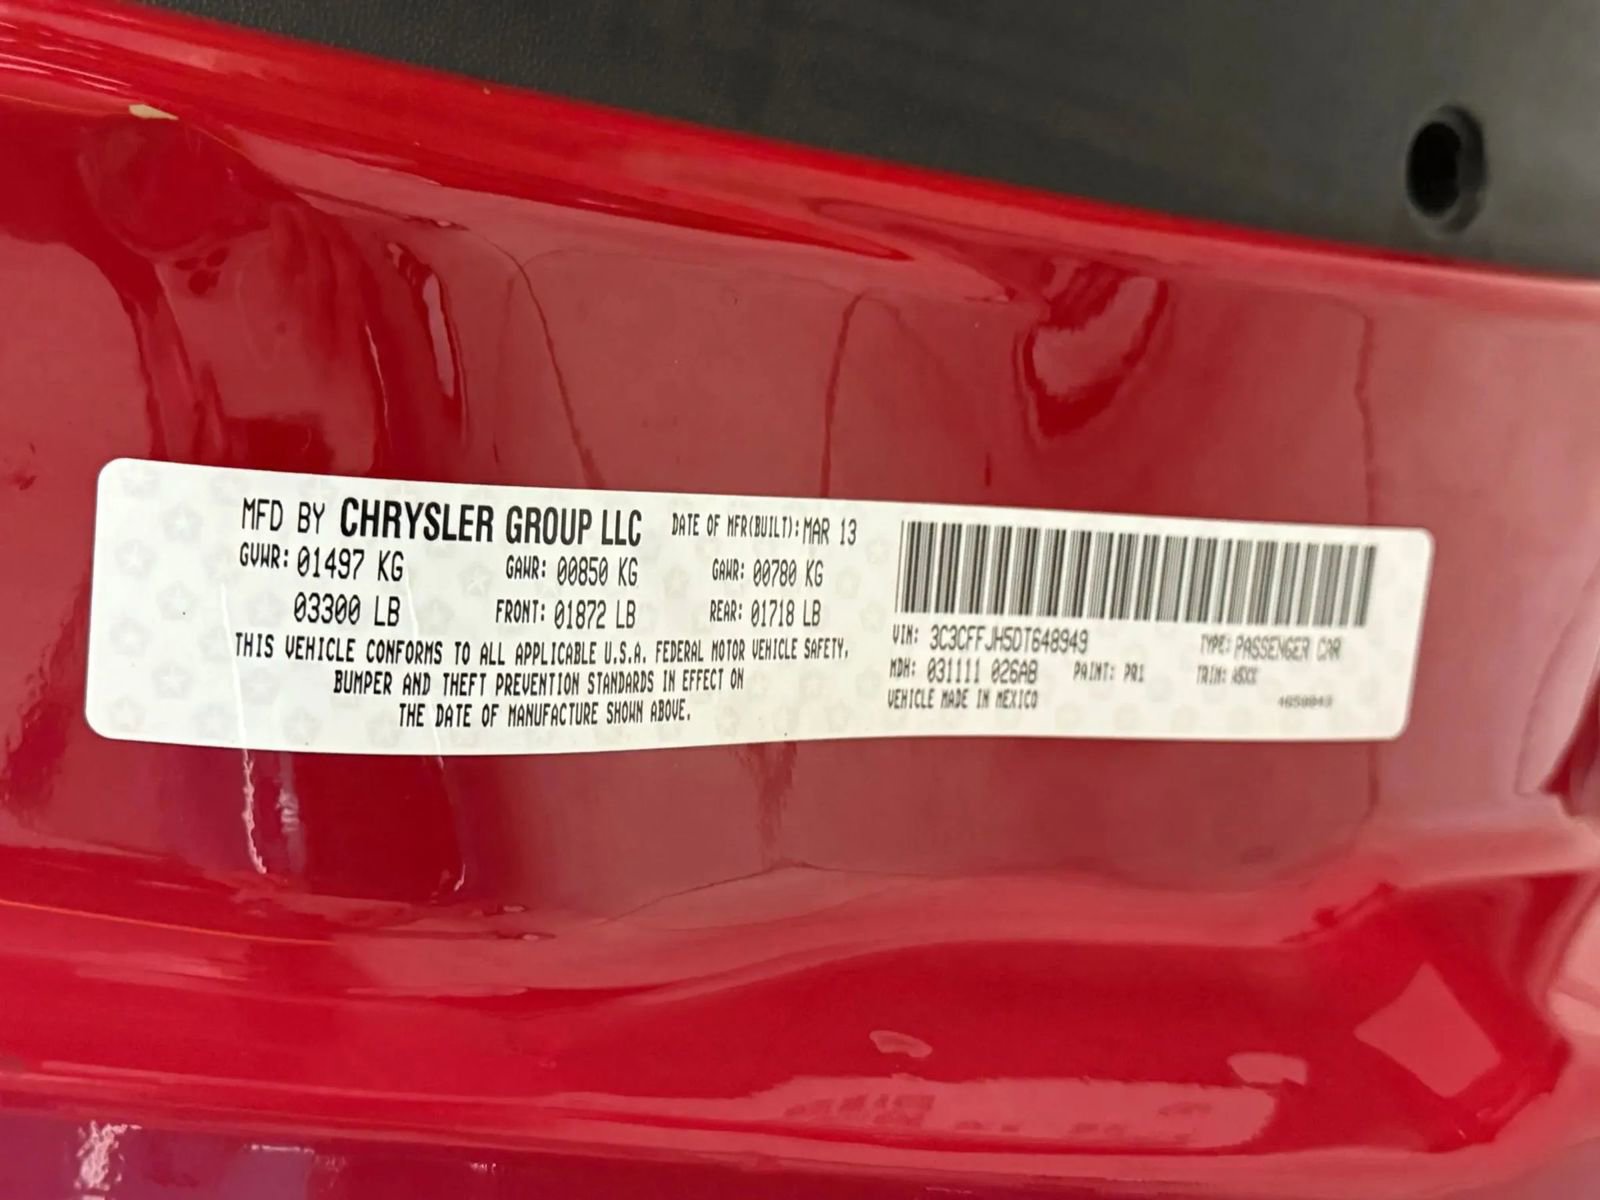 MFD BY CHRYSLER GROUP LLC DATE OF MFR(BUILT): MAR 13
GVWR: 01497 KG GAWR: 00850 KG GAWR: 00780 KG
03300 LB FRONT: 01872 LB REAR: 01718 LB
THIS VEHICLE CONFORMS TO ALL APPLICABLE U.S.A. FEDERAL MOTOR VEHICLE SAFETY,
BUMPER AND THEFT PREVENTION STANDARDS IN EFFECT ON
THE DATE OF MANUFACTURE SHOWN ABOVE.
VIN: 3C3CFFJH5DT648949 TYPE: PASSENGER CAR
MDH: 031111 026AB PAINT: PR1 TRIM:
VEHICLE MADE IN MEXICO